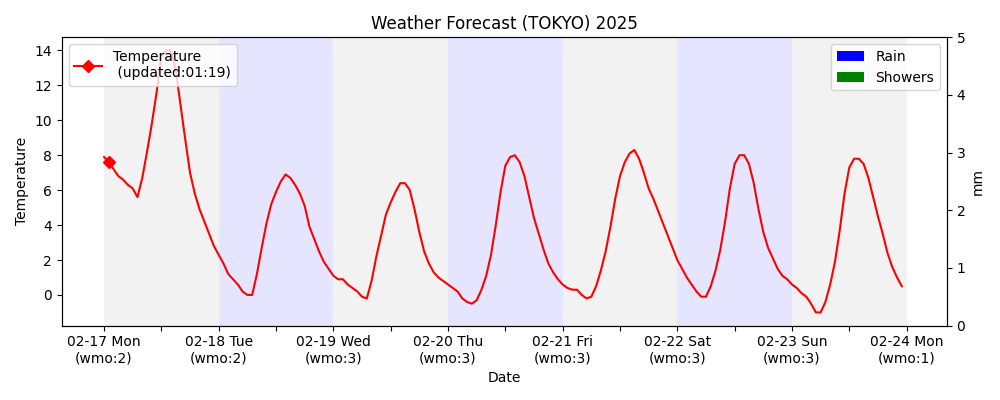 Weather Forecast (TOKYO) 2025
Temperature
(updated:01:19)
Rain
Showers
14
12
10
8
6
4
2
0
Temperature
5
4
3
2
1
0
mm
02-17 Mon
(wmo:2)
02-18 Tue
(wmo:2)
02-19 Wed
(wmo:3)
02-20 Thu
(wmo:3)
02-21 Fri
(wmo:3)
02-22 Sat
(wmo:3)
02-23 Sun
(wmo:3)
02-24 Mon
(wmo:1)
Date